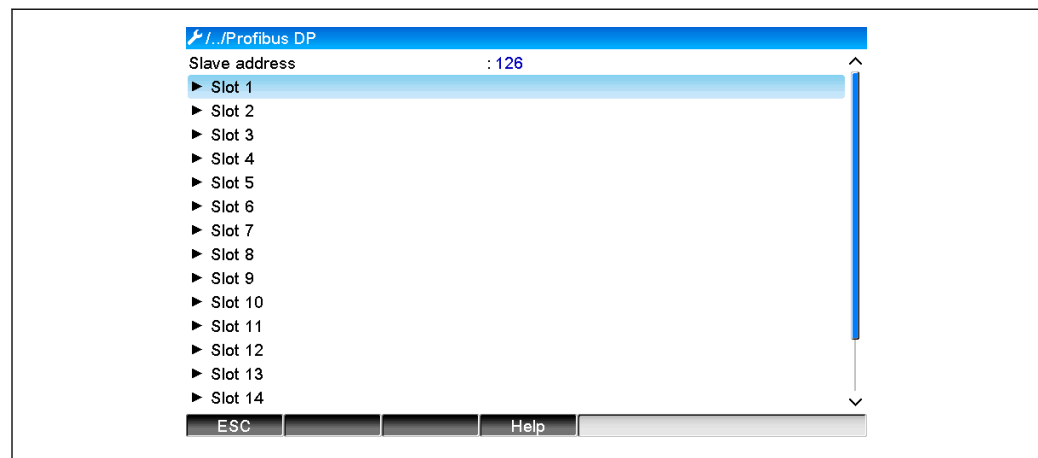 /../Profibus DP
Slave address : 126
► Slot 1
► Slot 2
► Slot 3
► Slot 4
► Slot 5
► Slot 6
► Slot 7
► Slot 8
► Slot 9
► Slot 10
► Slot 11
► Slot 12
► Slot 13
► Slot 14
ESC Help